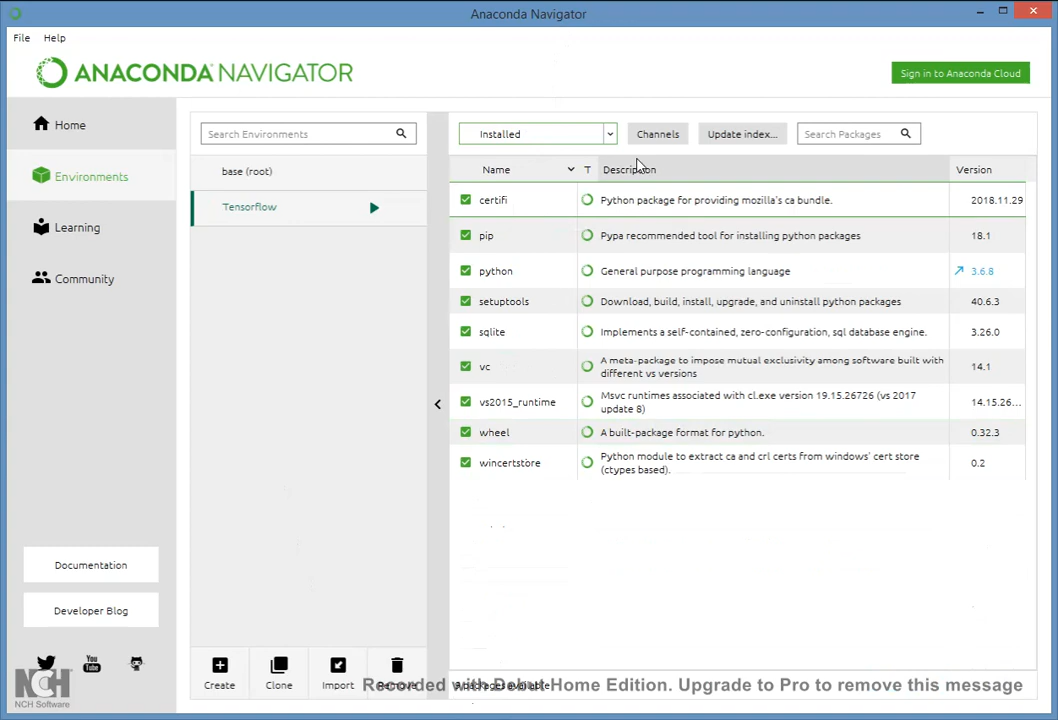 Anaconda Navigator
File Help
ANACONDA NAVIGATOR
Sign in to Anaconda Cloud
Home
Environments
Learning
Community
Documentation
Developer Blog
You
Tube
NCH
NCH Software
Search Environments
base (root)
Tensorflow
Create Clone Import Remove
Installed Channels Update index... Search Packages
Name T Description Version
certifi Python package for providing mozilla's ca bundle. 2018.11.29
pip Pypa recommended tool for installing python packages 18.1
python General purpose programming language 3.6.8
setuptools Download, build, install, upgrade, and uninstall python packages 40.6.3
sqlite Implements a self-contained, zero-configuration, sql database engine. 3.26.0
vc A meta-package to impose mutual exclusivity among software built with
different vs versions 14.1
vs2015_runtime Msvc runtimes associated with cl.exe version 19.15.26726 (vs 2017
update 8) 14.15.26...
wheel A built-package format for python. 0.32.3
wincertstore Python module to extract ca and crl certs from windows' cert store
(ctypes based). 0.2
9 packages available
Recorded with Debut Home Edition. Upgrade to Pro to remove this message